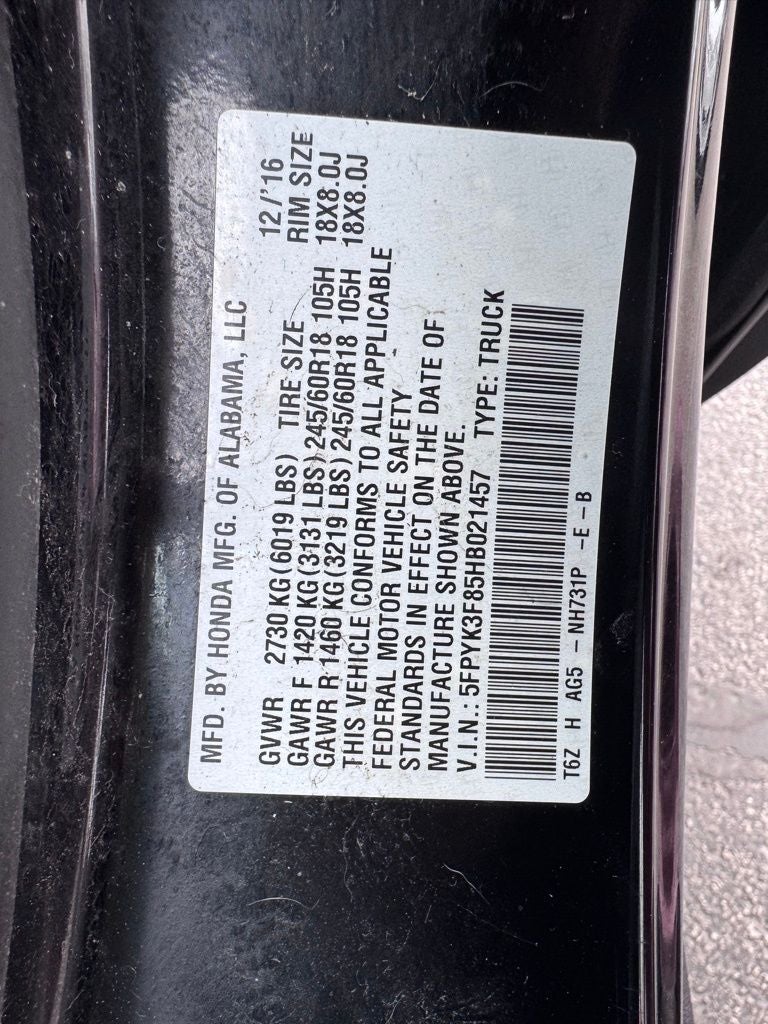 MFD. BY HONDA MFG. OF ALABAMA, LLC
12/'16
GVWR 2730 KG(6019 LBS) TIRE SIZE RIM SIZE
GAWR F 1420 KG(3131 LBS)245/60R18 105H 18X8.0J
GAWR R 1460 KG(3219 LBS)245/60R18 105H 18X8.0J
THIS VEHICLE CONFORMS TO ALL APPLICABLE
FEDERAL MOTOR VEHICLE SAFETY
STANDARDS IN EFFECT ON THE DATE OF
MANUFACTURE SHOWN ABOVE.
V.I.N.: 5FPYK3F85HB021457 TYPE: TRUCK
T6Z H AG5 - NH731P -E-B